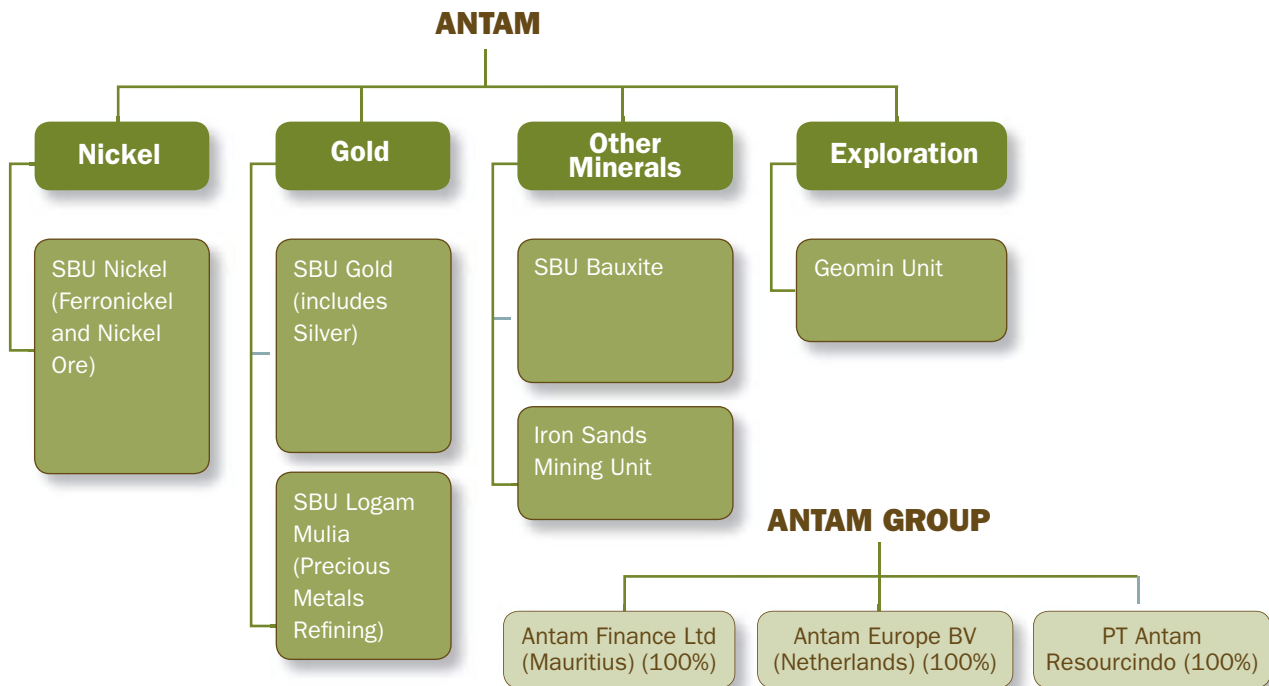 ANTAM
Nickel
Gold
Other
Minerals
Exploration
SBU Nickel
(Ferronickel
and Nickel
Ore)
SBU Gold
(includes
Silver)
SBU Bauxite
Geomin Unit
SBU Logam
Mulia
(Precious
Metals
Refining)
Iron Sands
Mining Unit
ANTAM GROUP
Antam Finance Ltd
(Mauritius) (100%)
Antam Europe BV
(Netherlands) (100%)
PT Antam
Resourcindo (100%)